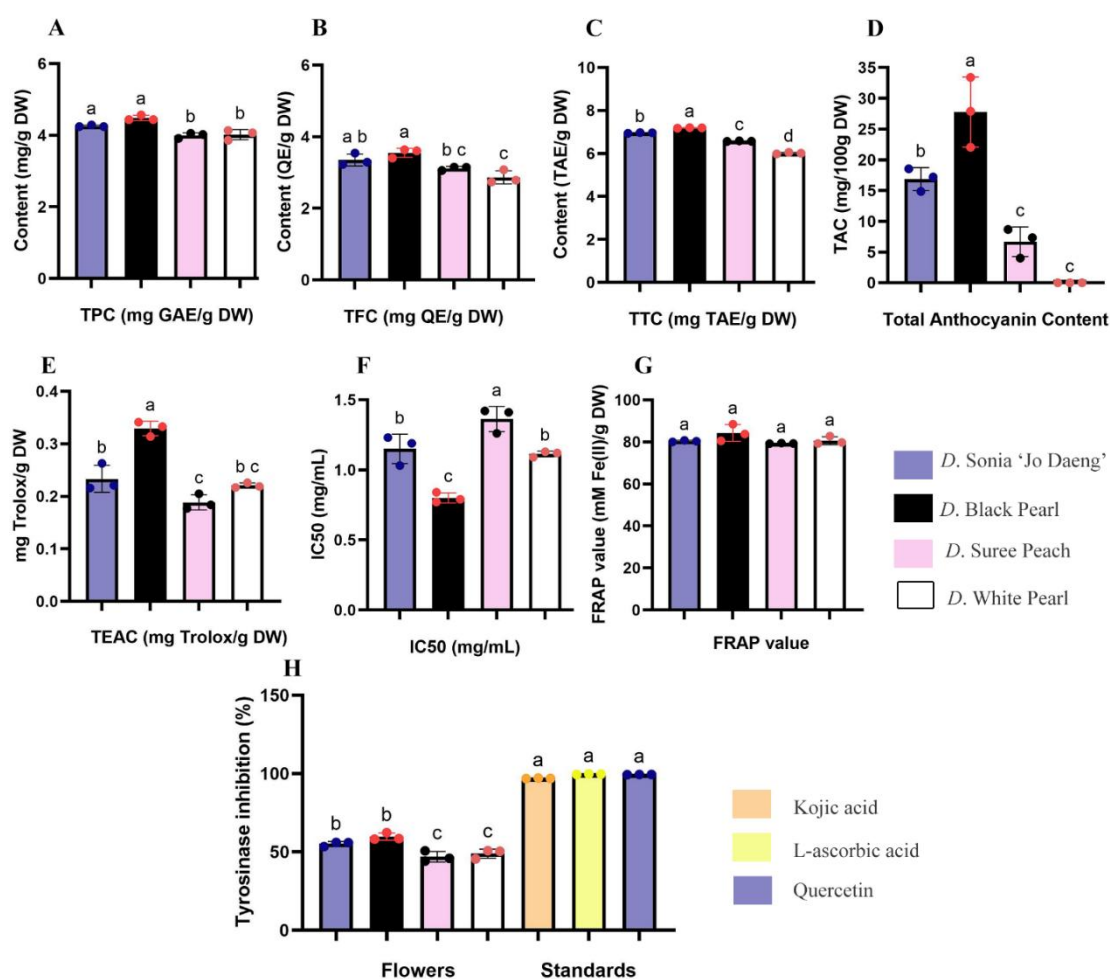 A
Content (mg/g DW)
6
4
2
0
a
a
b
b
TPC (mg GAE/g DW)
B
Content (QE/g DW)
6
4
2
0
a b
a
b c
c
TFC (mg QE/g DW)
C
Content (TAE/g DW)
10
8
6
4
2
0
b
a
c
d
TTC (mg TAE/g DW)
D
TAC (mg/100g DW)
35
30
25
20
15
10
5
0
b
a
c
c
Total Anthocyanin Content
E
mg Trolox/g DW
0.4
0.3
0.2
0.1
0.0
b
a
c
b c
TEAC (mg Trolox/g DW)
F
IC50 (mg/mL)
1.5
1.0
0.5
0.0
b
c
a
b
IC50 (mg/mL)
G
FRAP value (mM Fe(II)/g DW)
100
80
60
40
20
0
a
a
a
a
FRAP value
D. Sonia ‘Jo Daeng’
D. Black Pearl
D. Suree Peach
D. White Pearl
H
Tyrosinase inhibition (%)
150
100
50
0
b
b
c
c
a
a
a
Flowers
Standards
Kojic acid
L-ascorbic acid
Quercetin